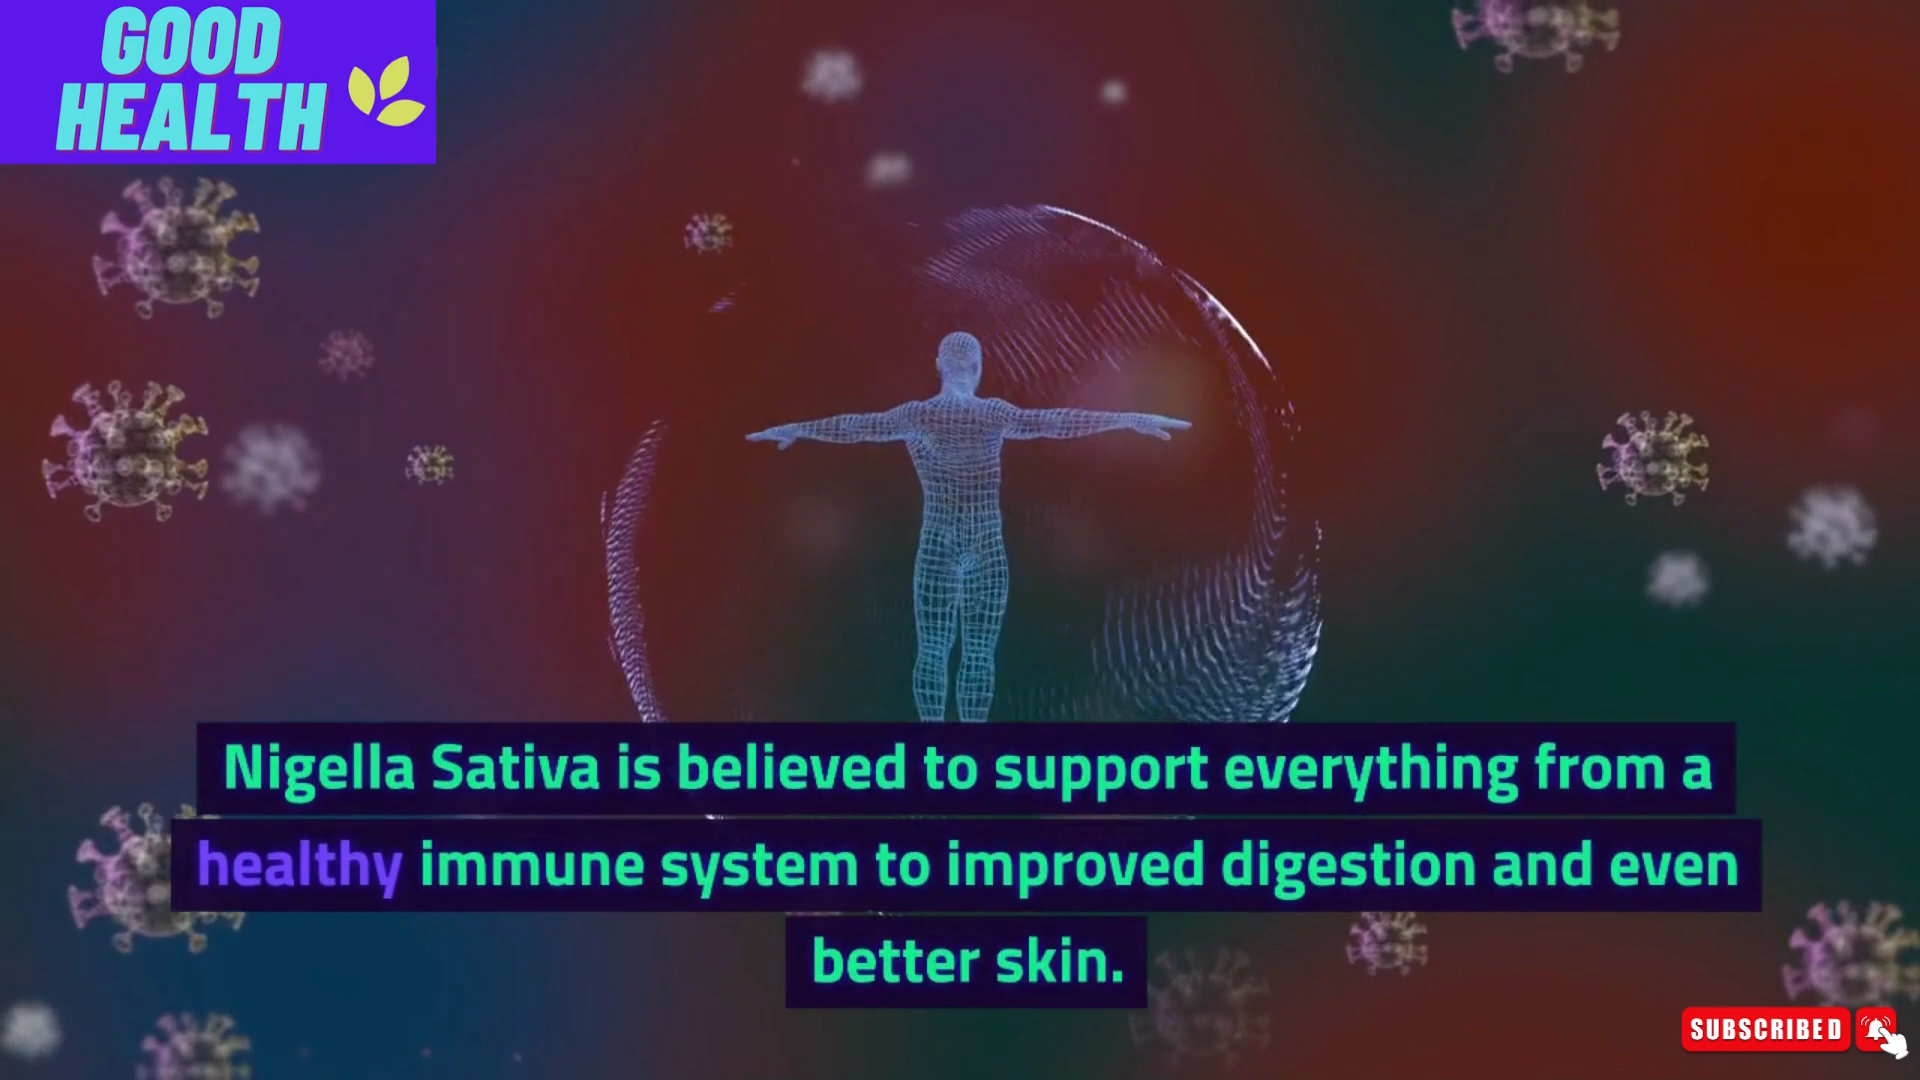 GOOD
HEALTH
Nigella Sativa is believed to support everything from a
healthy immune system to improved digestion and even
better skin.
SUBSCRIBED